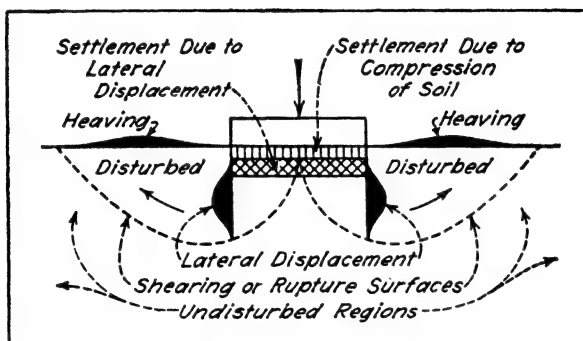 Settlement Due to
Lateral
Displacement
Settlement Due to
Compression
of Soil
Heaving
Heaving
Disturbed
Disturbed
Lateral Displacement
Shearing or Rupture Surfaces
Undisturbed Regions